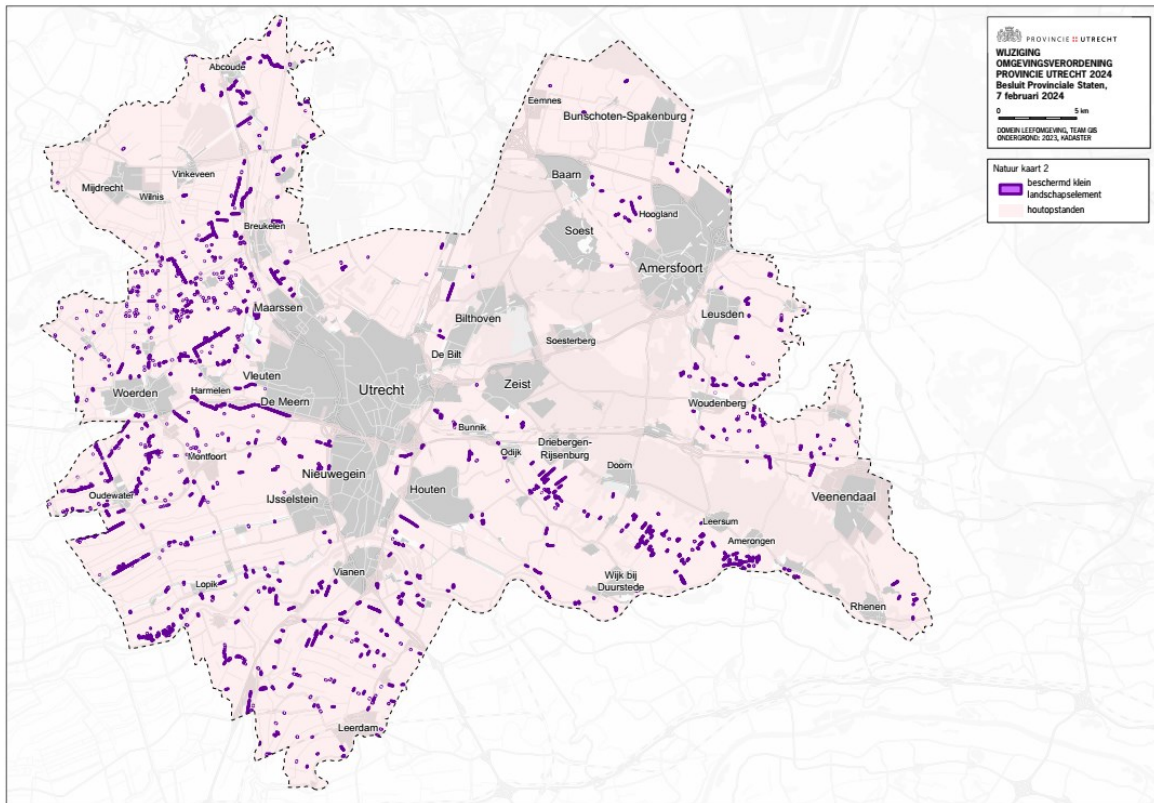 PROVINCIE UTRECHT
WIJZIGING
OMGEVINGSVERORDENING
PROVINCIE UTRECHT 2024
Besluit Provinciale Staten,
7 februari 2024
0 5 km
DOMEIN LEEFOMGEVING, TEAM GIS
ONDERGROND: 2023, KADASTER
Natuur kaart 2
beschermd klein
landschapselement
houtopstanden
Abcoude
Eemnes
Bunschoten-Spakenburg
Mijdrecht
Vinkeveen
Wilnis
Baarn
Hoogland
Breukelen
Soest
Amersfoort
Maarssen
Bilthoven
Leusden
Soesterberg
De Bilt
Vleuten
Utrecht
Zeist
Woerden
Harmelen
De Meern
Woudenberg
Bunnik
Driebergen-
Rijsenburg
Odijk
Montfoort
Nieuwegein
Doorn
Oudewater
IJsselstein
Houten
Veenendaal
Leersum
Amerongen
Vianen
Lopik
Wijk bij
Duurstede
Rhenen
Leerdam